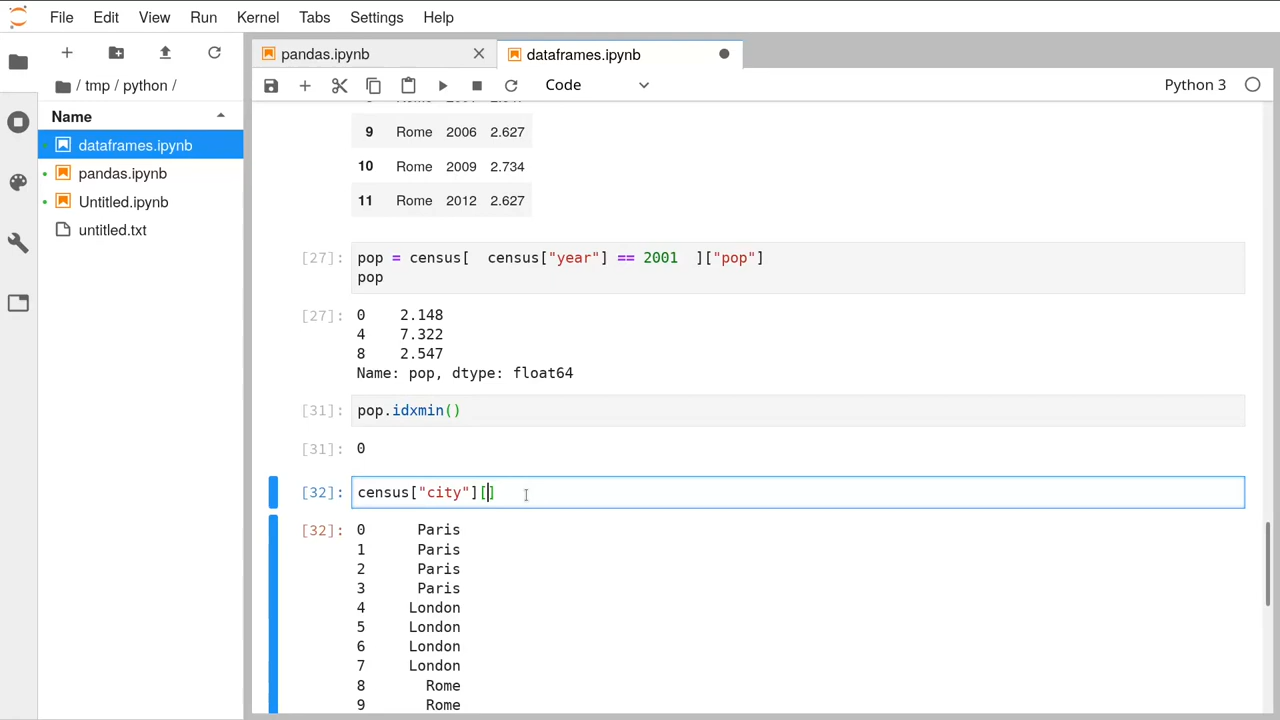 File Edit View Run Kernel Tabs Settings Help
pandas.ipynb
dataframes.ipynb
/ tmp / python /
Code
Python 3
Name
dataframes.ipynb
pandas.ipynb
Untitled.ipynb
untitled.txt
9 Rome 2006 2.627
10 Rome 2009 2.734
11 Rome 2012 2.627
[27]: pop = census[  census["year"] == 2001  ]["pop"]
pop
[27]: 0 2.148
4 7.322
8 2.547
Name: pop, dtype: float64
[31]: pop.idxmin()
[31]: 0
[32]: census["city"][]
[32]: 0 Paris
1 Paris
2 Paris
3 Paris
4 London
5 London
6 London
7 London
8 Rome
9 Rome